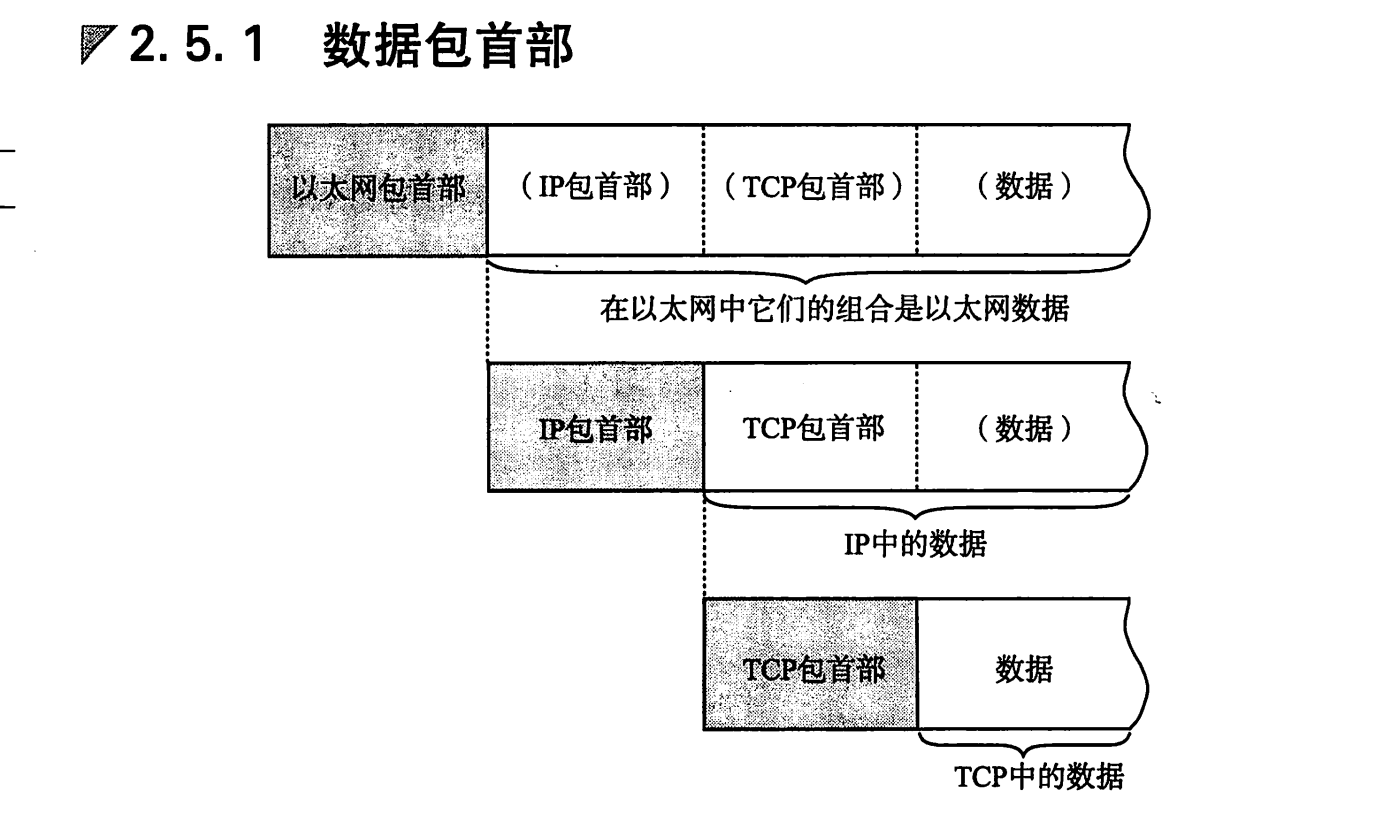 2.5.1 数据包首部
以太网包首部 （IP包首部） （TCP包首部） （数据）
在以太网中它们的组合是以太网数据
IP包首部 TCP包首部 （数据）
IP中的数据
TCP包首部 数据
TCP中的数据